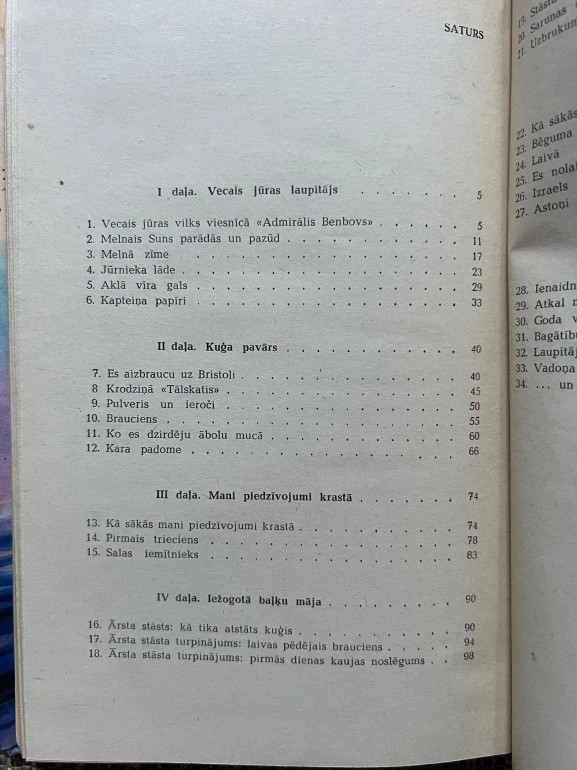 SATURS
I daļa. Vecais jūras laupītājs . . . . . . . 5
1. Vecais jūras vilks viesnīcā «Admirālis Benbovs» . . . . . 5
2. Melnais Suns parādās un pazūd . . . . . . . . . . 11
3. Melnā zīme . . . . . . . . . . . . . . . 17
4. Jūrnieka lāde . . . . . . . . . . . . . . . 23
5. Aklā vīra gals . . . . . . . . . . . . . . . 29
6. Kapteiņa papīri . . . . . . . . . . . . . . 33
II daļa. Kuģa pavārs . . . . . . . . . . . 40
7. Es aizbraucu uz Bristoli . . . . . . . . . . . . 40
8 Krodziņā «Tālskatis» . . . . . . . . . . . . . 45
9. Pulveris un ieroči . . . . . . . . . . . . . . 50
10. Brauciens . . . . . . . . . . . . . . . . 55
11. Ko es dzirdēju ābolu mucā . . . . . . . . . . . 60
12. Kara padome . . . . . . . . . . . . . . . 66
III daļa. Mani piedzīvojumi krastā . . . . . . . 74
13. Kā sākās mani piedzīvojumi krastā . . . . . . . . . 74
14. Pirmais trieciens . . . . . . . . . . . . . . 78
15. Salas iemītnieks . . . . . . . . . . . . . . 83
IV daļa. Iežogotā baļķu māja . . . . . . . . . 90
16. Ārsta stāsts: kā tika atstāts kuģis . . . . . . . . . 90
17. Ārsta stāsta turpinājums: laivas pēdējais brauciens . . . . . 94
18. Ārsta stāsta turpinājums: pirmās dienas kaujas noslēgums . . 98
19.
20. Sarunas
21.
22. Kā sākās
23. Bēguma
24. Laivā
25. Es
26. Izraels
27. Astoņi
28.
29. Atkal
30. Goda
31.
32.
33. Vadoņa
34. ... un